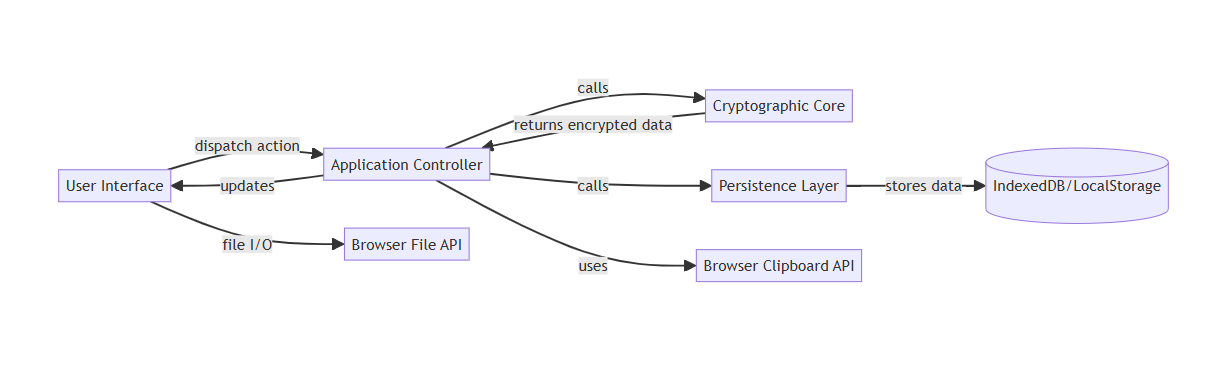 calls
Cryptographic Core
returns encrypted data
dispatch action
Application Controller
User Interface
updates
calls
Persistence Layer
stores data
IndexedDB/LocalStorage
file I/O
Browser File API
uses
Browser Clipboard API